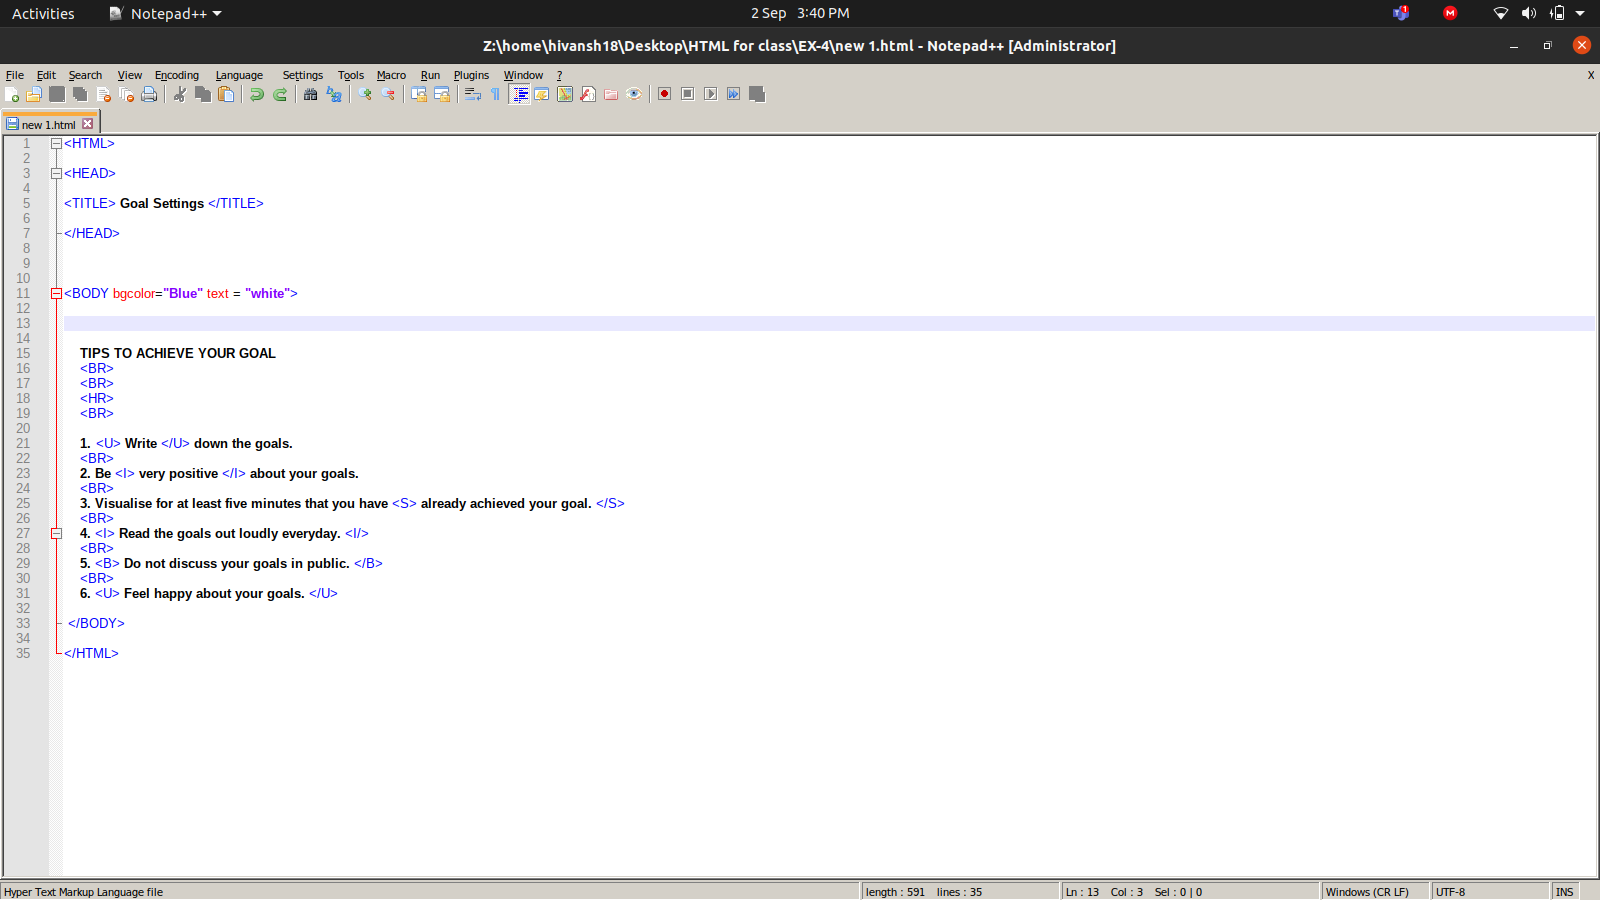 Activities Notepad++ 2 Sep 3:40 PM 1 M
Z:\home\hivansh18\Desktop\HTML for class\EX-4\new 1.html - Notepad++ [Administrator]
File Edit Search View Encoding Language Settings Tools Macro Run Plugins Window ? X
new 1.html
1 <HTML>
2
3 <HEAD>
4
5 <TITLE> Goal Settings </TITLE>
6
7 </HEAD>
8
9
10
11 <BODY bgcolor="Blue" text = "white">
12
13
14
15 TIPS TO ACHIEVE YOUR GOAL
16 <BR>
17 <BR>
18 <HR>
19 <BR>
20
21 1. <U> Write </U> down the goals.
22 <BR>
23 2. Be <I> very positive </I> about your goals.
24 <BR>
25 3. Visualise for at least five minutes that you have <S> already achieved your goal. </S>
26 <BR>
27 4. <I> Read the goals out loudly everyday. <I/>
28 <BR>
29 5. <B> Do not discuss your goals in public. </B>
30 <BR>
31 6. <U> Feel happy about your goals. </U>
32
33 </BODY>
34
35 </HTML>
Hyper Text Markup Language file length : 591 lines : 35 Ln : 13 Col : 3 Sel : 0 | 0 Windows (CR LF) UTF-8 INS